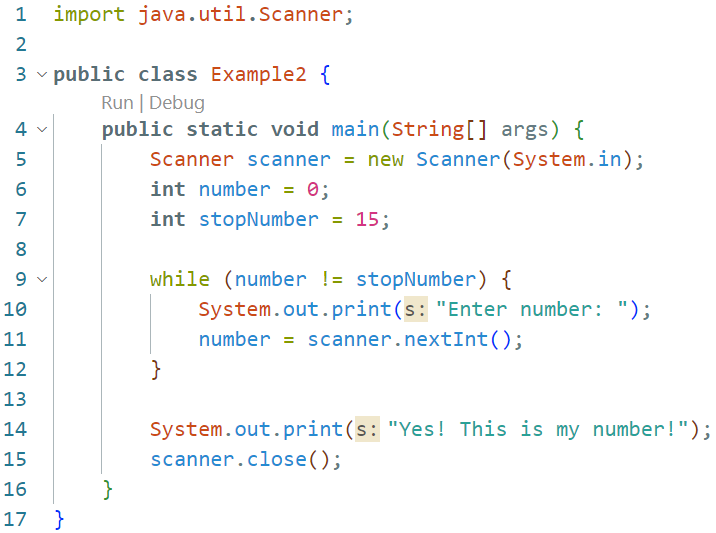 1 import java.util.Scanner;
2
3 public class Example2 {
Run | Debug
4 public static void main(String[] args) {
5 Scanner scanner = new Scanner(System.in);
6 int number = 0;
7 int stopNumber = 15;
8
9 while (number != stopNumber) {
10 System.out.print(s: "Enter number: ");
11 number = scanner.nextInt();
12 }
13
14 System.out.print(s: "Yes! This is my number!");
15 scanner.close();
16 }
17 }